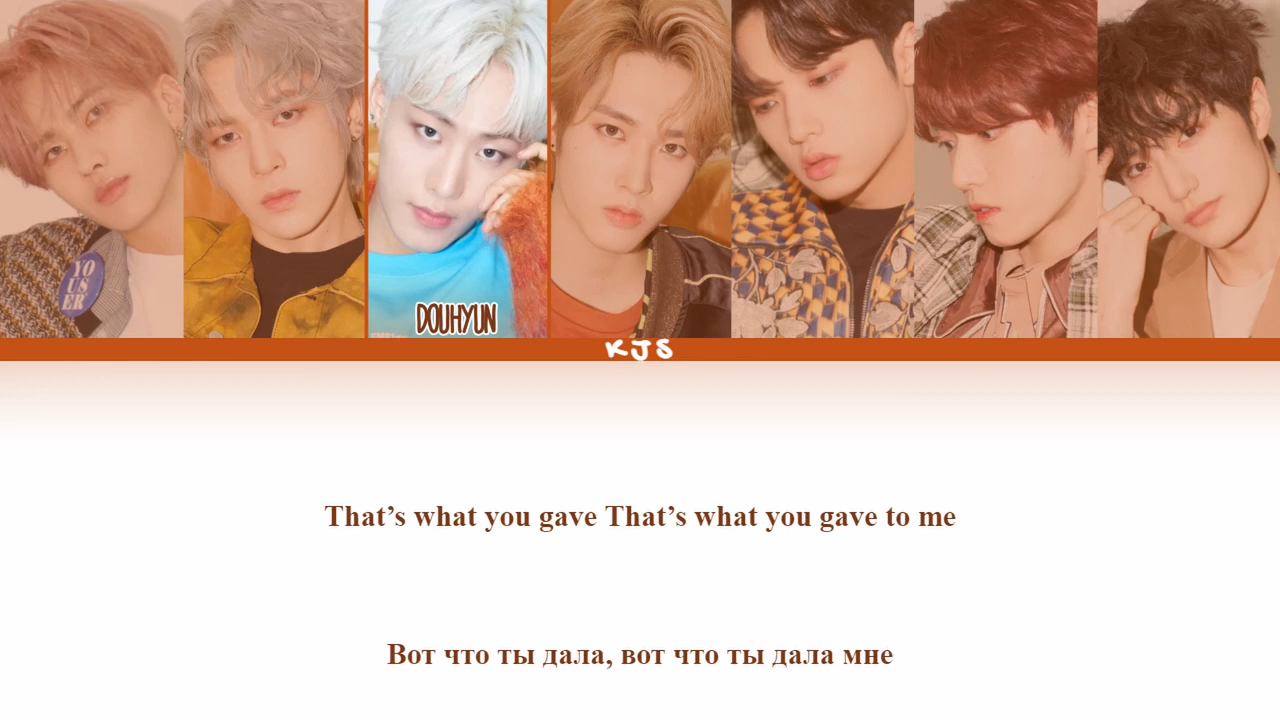 YO
US
ER
DOUHYUN
KJS
That’s what you gave That’s what you gave to me
Вот что ты дала, вот что ты дала мне